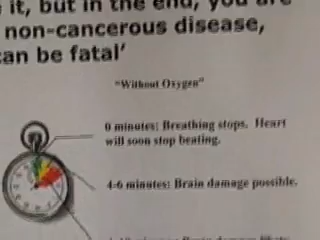 it, but in the end, you are
non-cancerous disease,
can be fatal’
“Without Oxygen”
0 minutes: Breathing stops. Heart
will soon stop beating.
4-6 minutes: Brain damage possible.